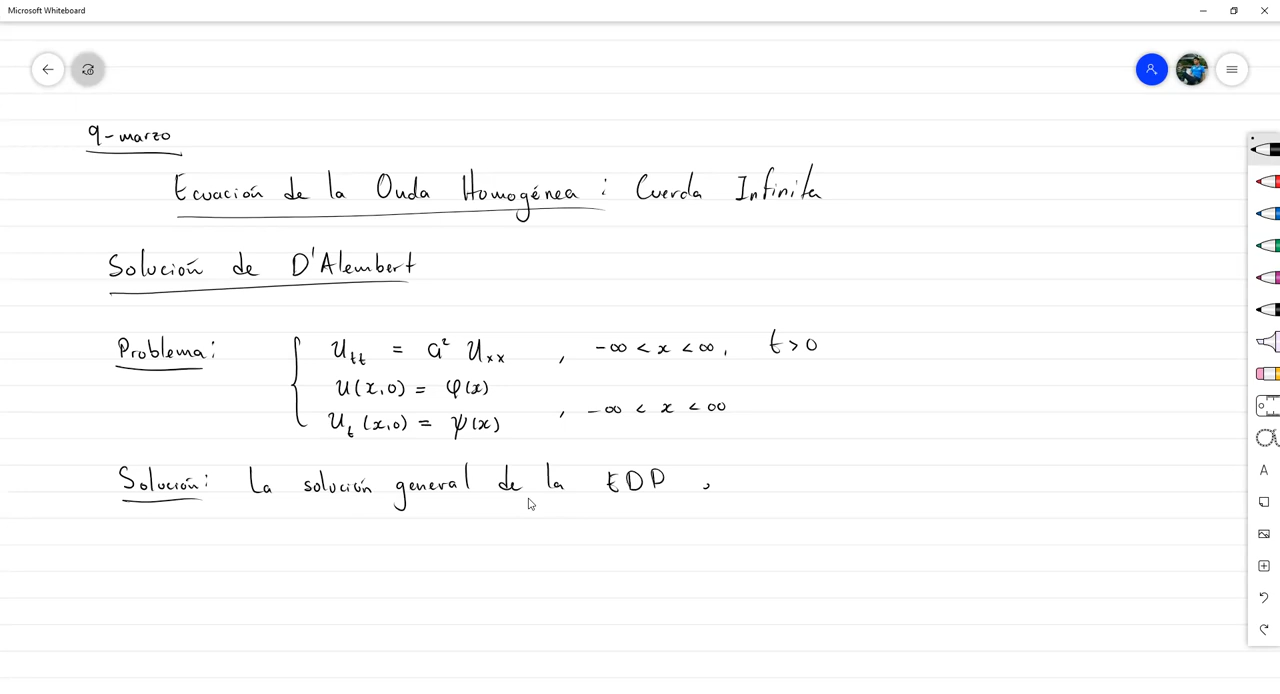 Microsoft Whiteboard
9-marzo
Ecuación de la Onda Homogénea : Cuerda Infinita
Solución de D'Alembert
Problema: { u_tt = a² u_xx , -∞ < x < ∞, t > 0
u(x,0) = φ(x)
u_t(x,0) = ψ(x) , -∞ < x < ∞
Solución: La solución general de la EDP ,
A